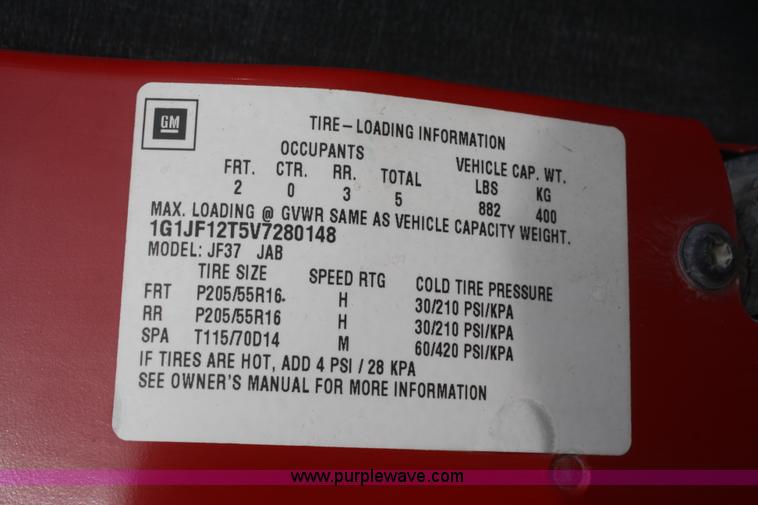 GM
TIRE-LOADING INFORMATION
OCCUPANTS VEHICLE CAP. WT.
FRT. CTR. RR. TOTAL LBS KG
2 0 3 5 882 400
MAX. LOADING @ GVWR SAME AS VEHICLE CAPACITY WEIGHT.
1G1JF12T5V7280148
MODEL: JF37 JAB
TIRE SIZE SPEED RTG COLD TIRE PRESSURE
FRT P205/55R16 H 30/210 PSI/KPA
RR P205/55R16 H 30/210 PSI/KPA
SPA T115/70D14 M 60/420 PSI/KPA
IF TIRES ARE HOT, ADD 4 PSI / 28 KPA
SEE OWNER'S MANUAL FOR MORE INFORMATION
www.purplewave.com